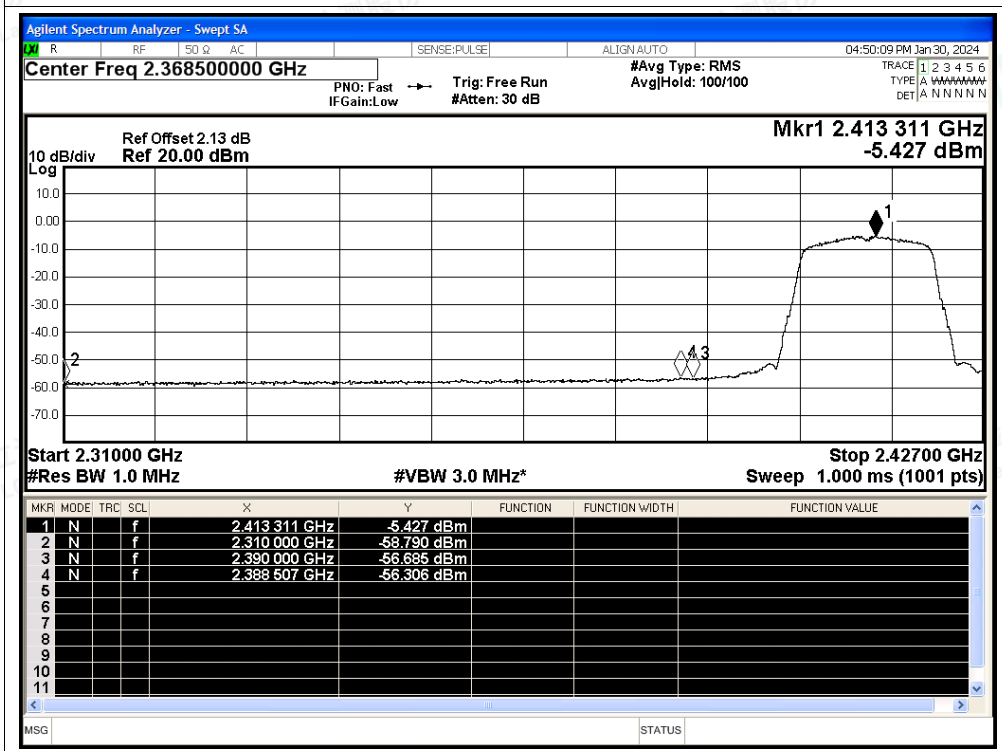 Agilent Spectrum Analyzer - Swept SA
LXI R RF 50 Ω AC SENSE:PULSE ALIGN AUTO 04:50:09 PM Jan 30, 2024
Center Freq 2.368500000 GHz
PNO: Fast
IFGain:Low
Trig: Free Run
#Atten: 30 dB
#Avg Type: RMS
Avg|Hold: 100/100
TRACE 1 2 3 4 5 6
TYPE A WWWWW
DET A N N N N N
Mkr1 2.413 311 GHz
-5.427 dBm
Ref Offset 2.13 dB
10 dB/div Ref 20.00 dBm
Log
10.0
0.00
-10.0
-20.0
-30.0
-40.0
-50.0
-60.0
-70.0
1
2
4 3
Start 2.31000 GHz Stop 2.42700 GHz
#Res BW 1.0 MHz #VBW 3.0 MHz* Sweep 1.000 ms (1001 pts)
MKR MODE TRC SCL X Y FUNCTION FUNCTION WIDTH FUNCTION VALUE
1 N f 2.413 311 GHz -5.427 dBm
2 N f 2.310 000 GHz -58.790 dBm
3 N f 2.390 000 GHz -56.685 dBm
4 N f 2.388 507 GHz -56.306 dBm
5
6
7
8
9
10
11
MSG STATUS